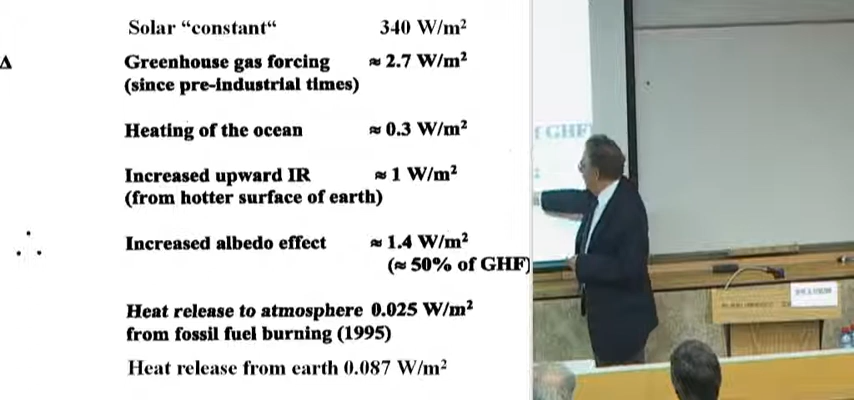 Solar “constant“ 340 W/m²
Δ Greenhouse gas forcing ≈ 2.7 W/m²
(since pre-industrial times)
Heating of the ocean ≈ 0.3 W/m²
Increased upward IR ≈ 1 W/m²
(from hotter surface of earth)
∴ Increased albedo effect ≈ 1.4 W/m²
(≈ 50% of GHF)
Heat release to atmosphere 0.025 W/m²
from fossil fuel burning (1995)
Heat release from earth 0.087 W/m²
f GHF